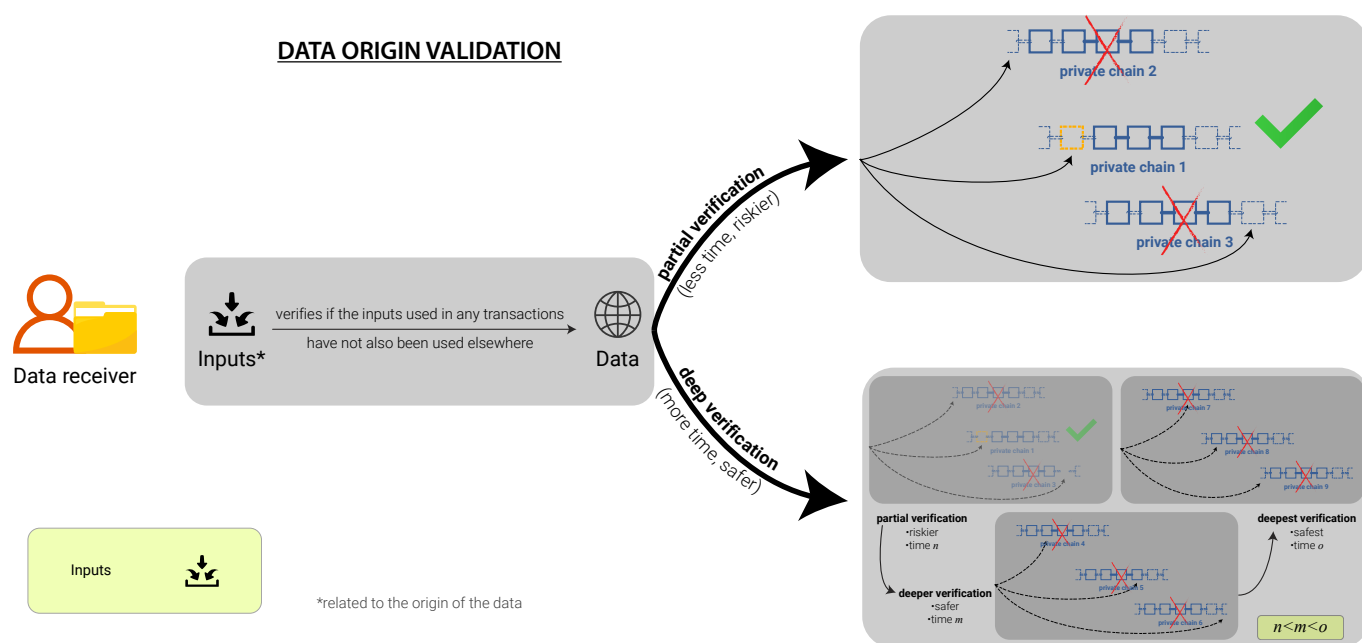 DATA ORIGIN VALIDATION
private chain 2
private chain 1
private chain 3
partial verification
(less time, riskier)
Data receiver
Inputs*
verifies if the inputs used in any transactions
have not also been used elsewhere
Data
deep verification
(more time, safer)
private chain 2
private chain 1
private chain 3
private chain 7
private chain 8
private chain 9
partial verification
•riskier
•time n
private chain 4
private chain 5
private chain 6
deeper verification
•safer
•time m
deepest verification
•safest
•time o
n<m<o
Inputs
*related to the origin of the data